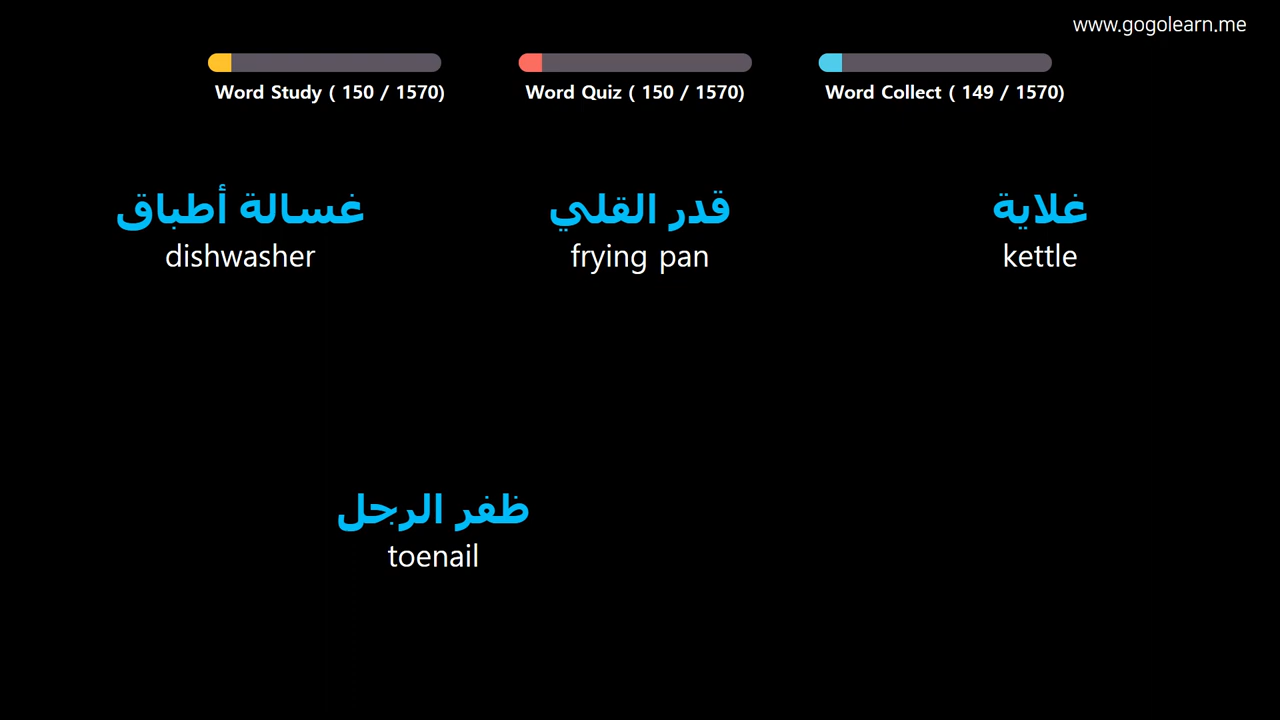 www.gogolearn.me
Word Study ( 150 / 1570)
Word Quiz ( 150 / 1570)
Word Collect ( 149 / 1570)
غسالة أطباق
dishwasher
قدر القلي
frying pan
غلاية
kettle
ظفر الرجل
toenail